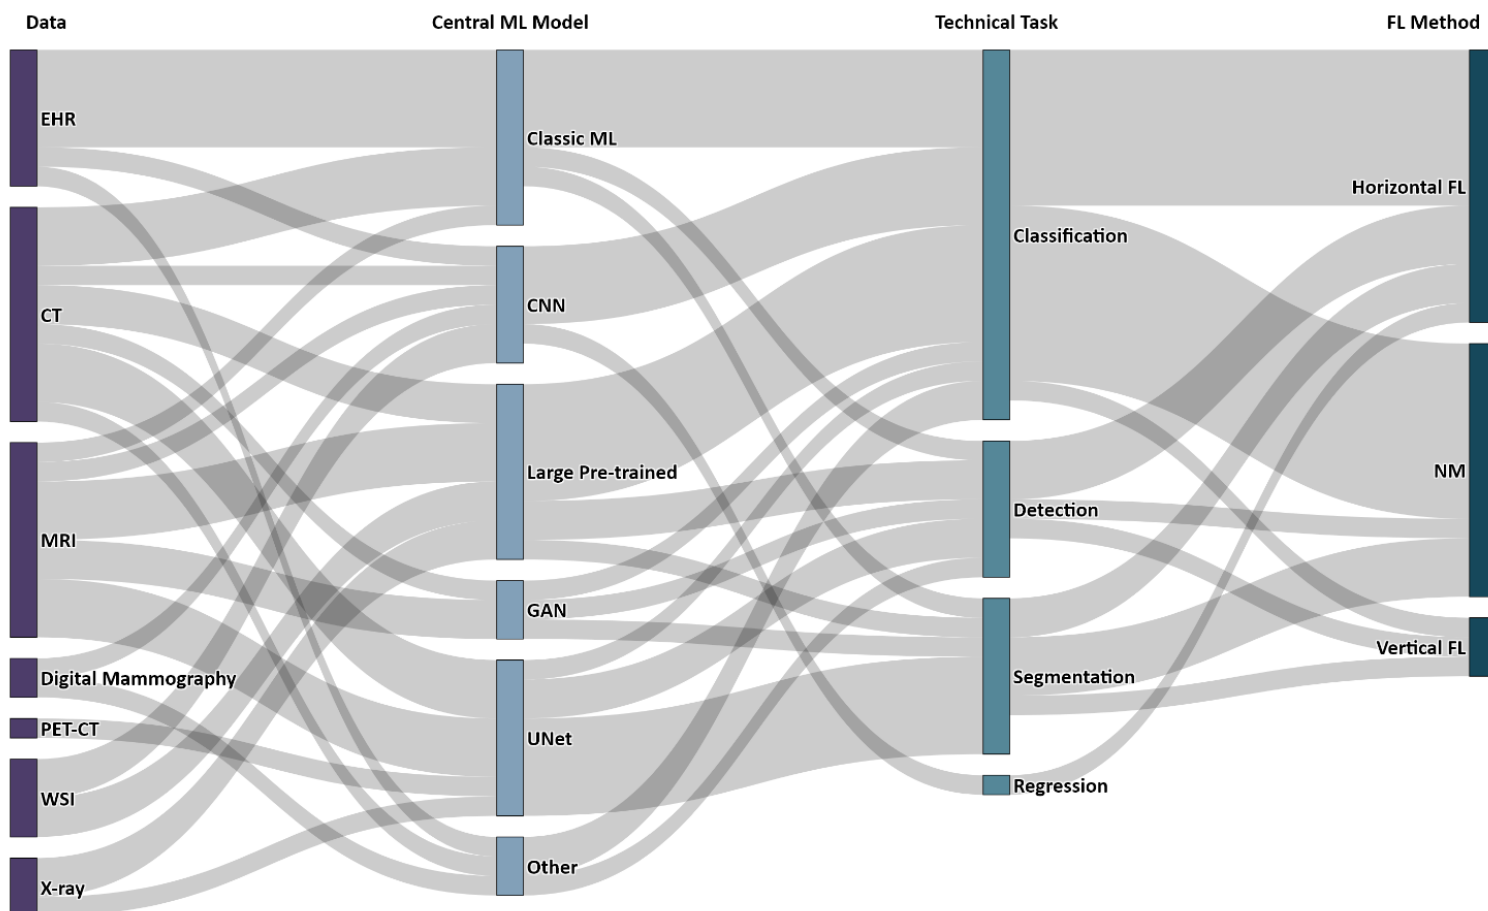 Data
Central ML Model
Technical Task
FL Method
EHR
CT
MRI
Digital Mammography
PET-CT
WSI
X-ray
Classic ML
CNN
Large Pre-trained
GAN
UNet
Other
Classification
Detection
Segmentation
Regression
Horizontal FL
NM
Vertical FL